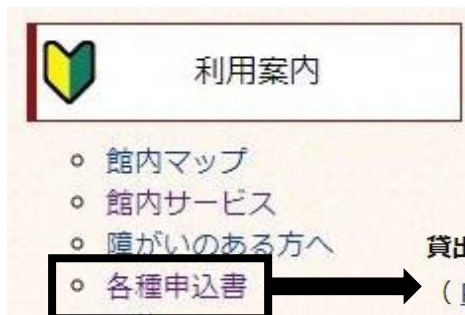 利用案内
館内マップ
館内サービス
障がいのある方へ
貸出
各種申込書
（